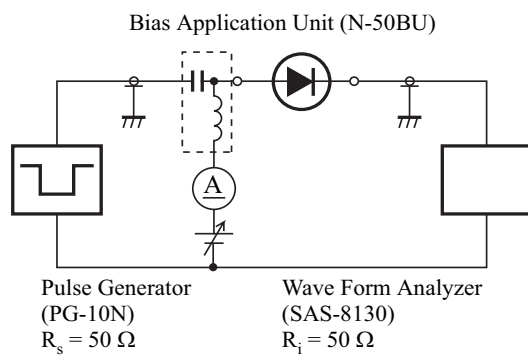 Bias Application Unit (N-50BU)
A
Pulse Generator
(PG-10N)
Rs = 50 Ω
Wave Form Analyzer
(SAS-8130)
Ri = 50 Ω